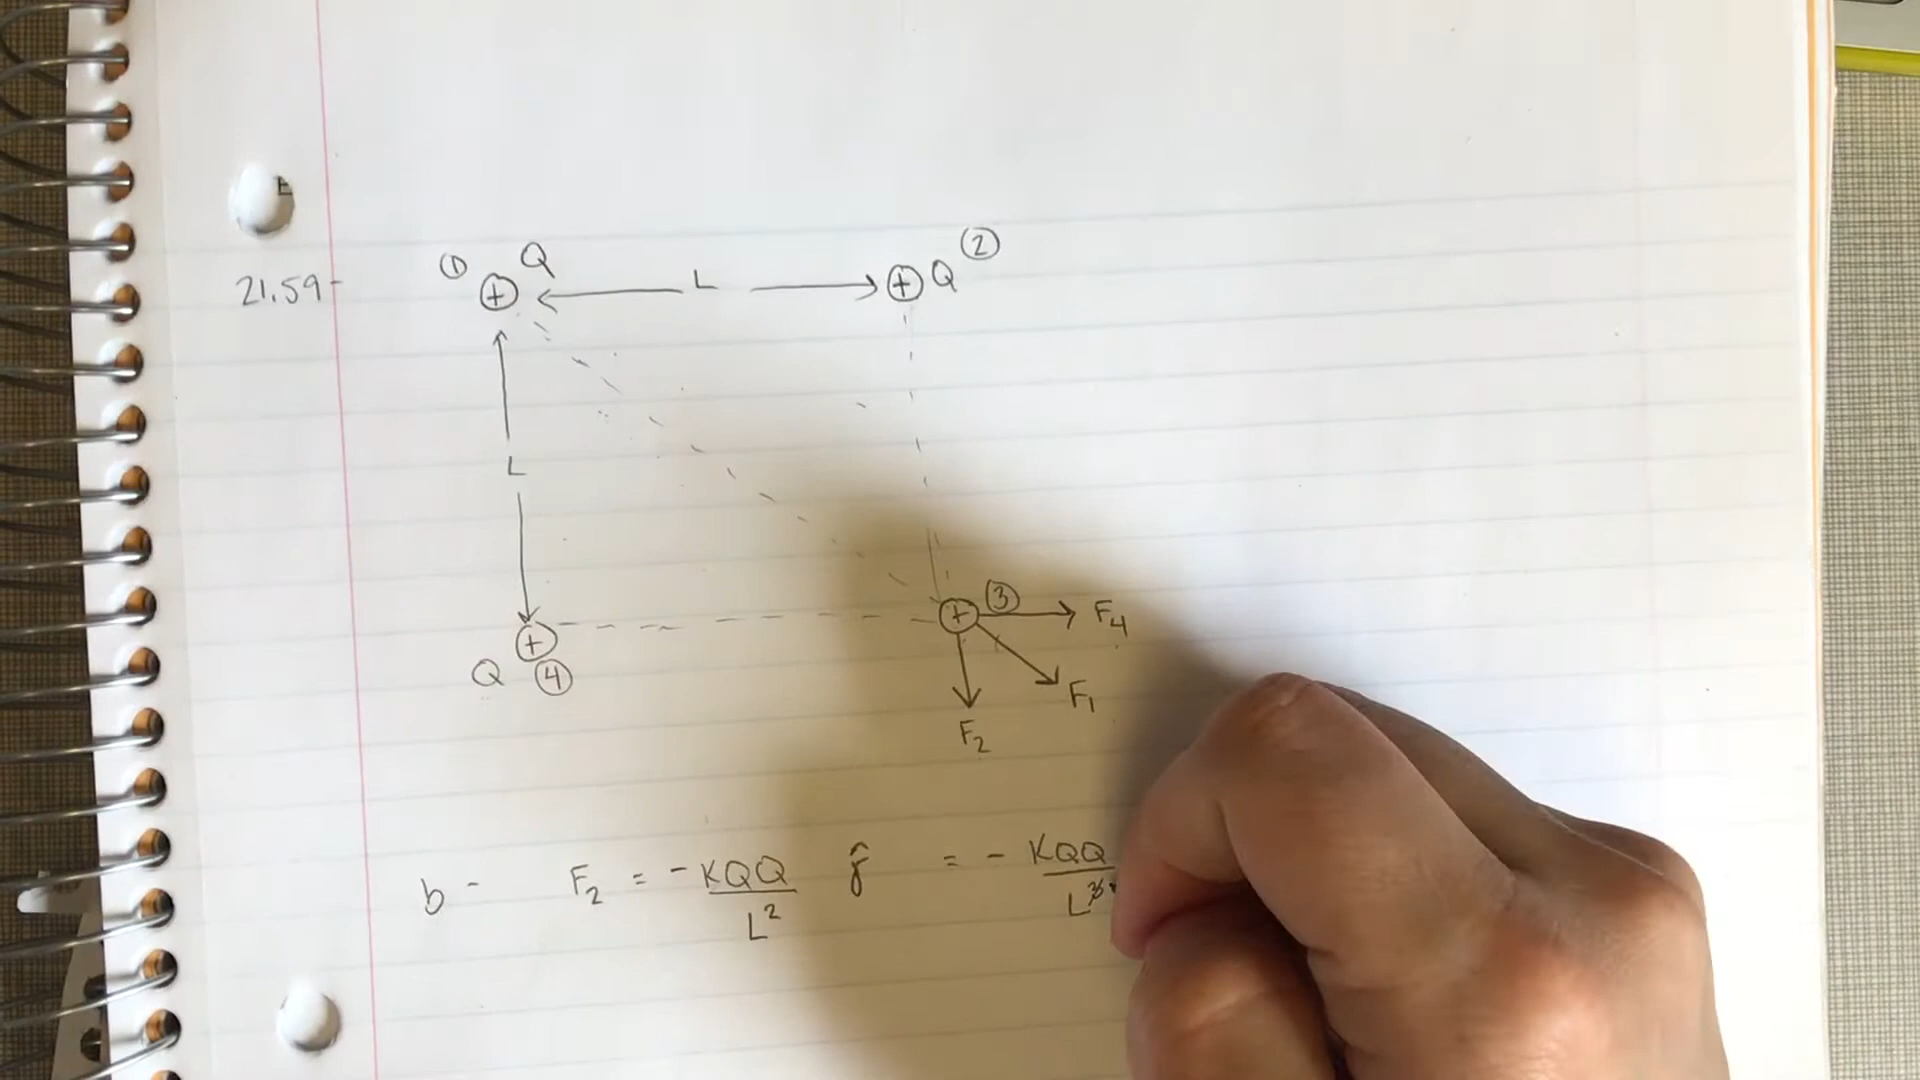 E
① Q ②
21.59- + L + Q
L
+ ③ F₄
+
Q ④ F₁
F₂
b - F₂ = -KQQ/L² ĵ = - KQQ/L